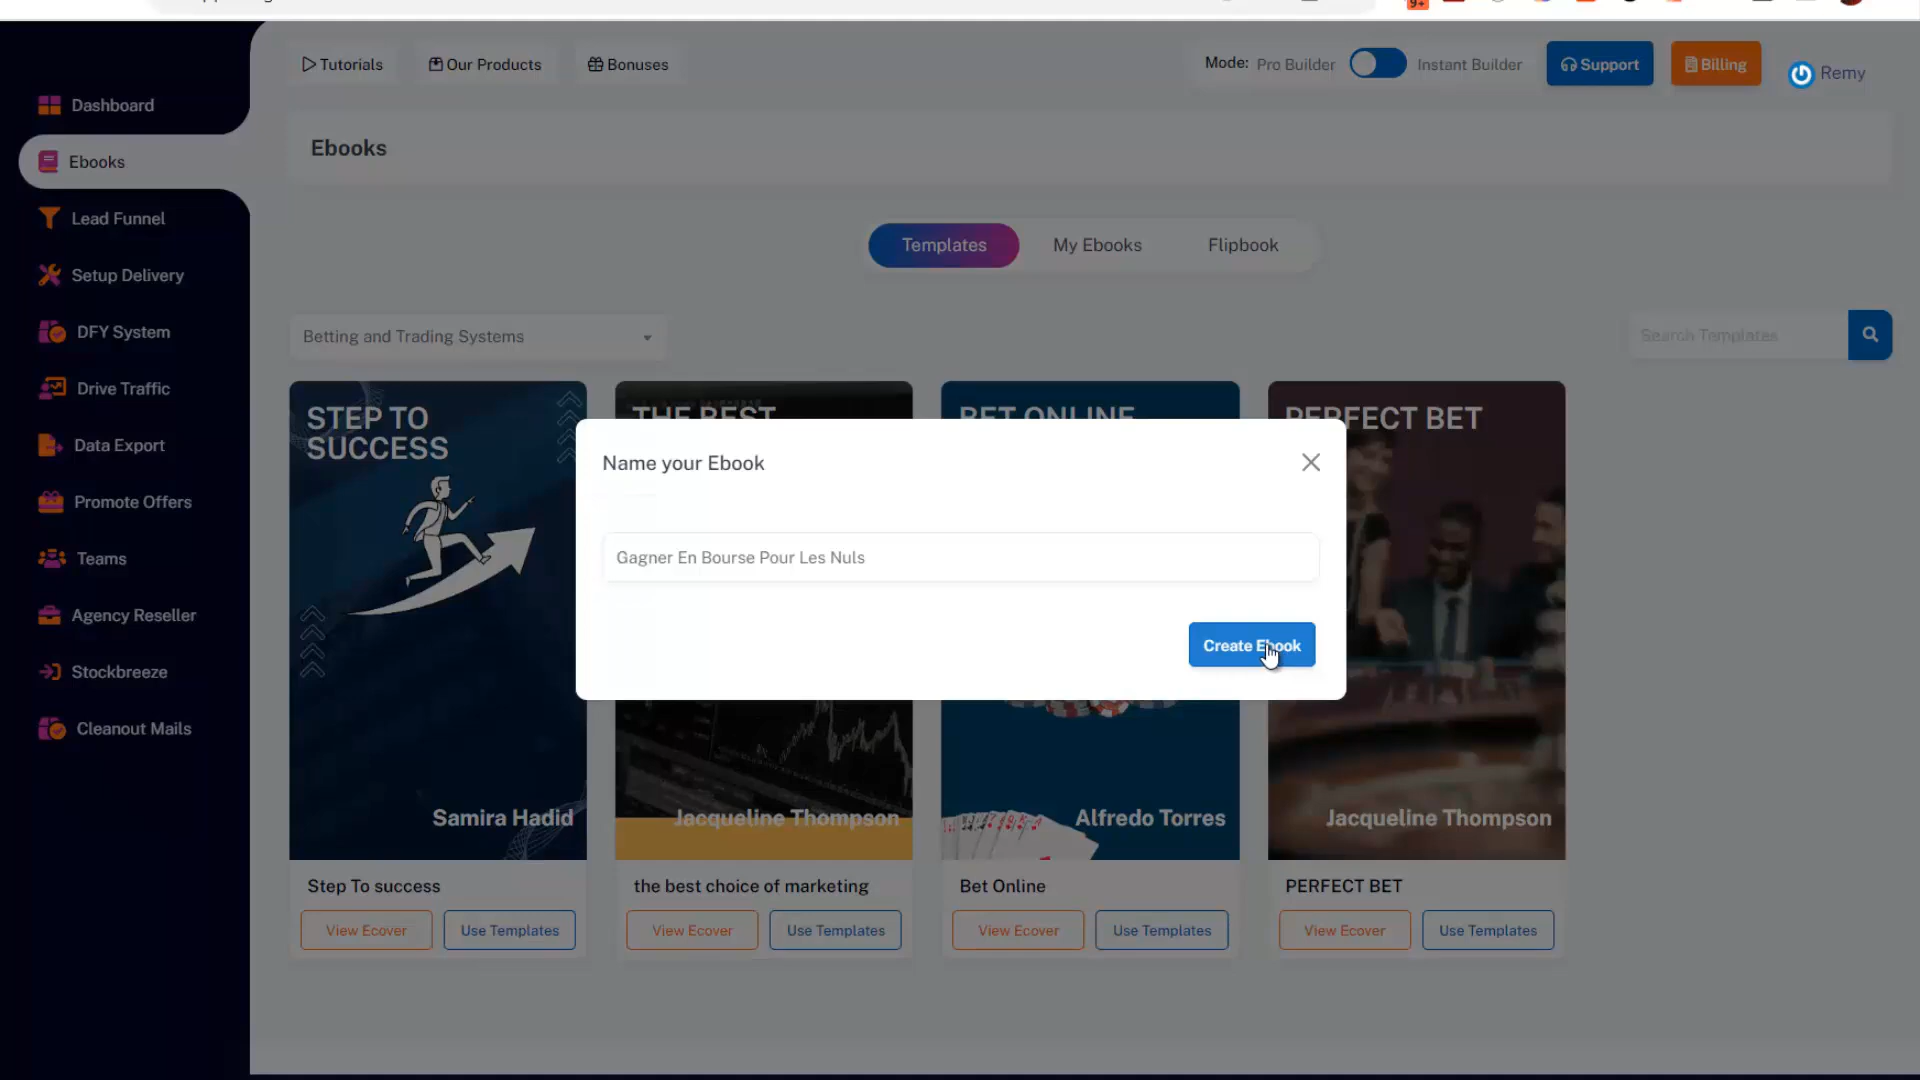 9+
Tutorials
Our Products
Bonuses
Mode: Pro Builder
Instant Builder
Support
Billing
Remy
Dashboard
Ebooks
Lead Funnel
Setup Delivery
DFY System
Drive Traffic
Data Export
Promote Offers
Teams
Agency Reseller
Stockbreeze
Cleanout Mails
Ebooks
Templates
My Ebooks
Flipbook
Betting and Trading Systems
Search Templates
STEP TO
SUCCESS
THE BEST
BET ONLINE
PERFECT BET
Name your Ebook
Gagner En Bourse Pour Les Nuls
Create Ebook
Samira Hadid
Jacqueline Thompson
Alfredo Torres
Jacqueline Thompson
Step To success
the best choice of marketing
Bet Online
PERFECT BET
View Ecover
Use Templates
View Ecover
Use Templates
View Ecover
Use Templates
View Ecover
Use Templates